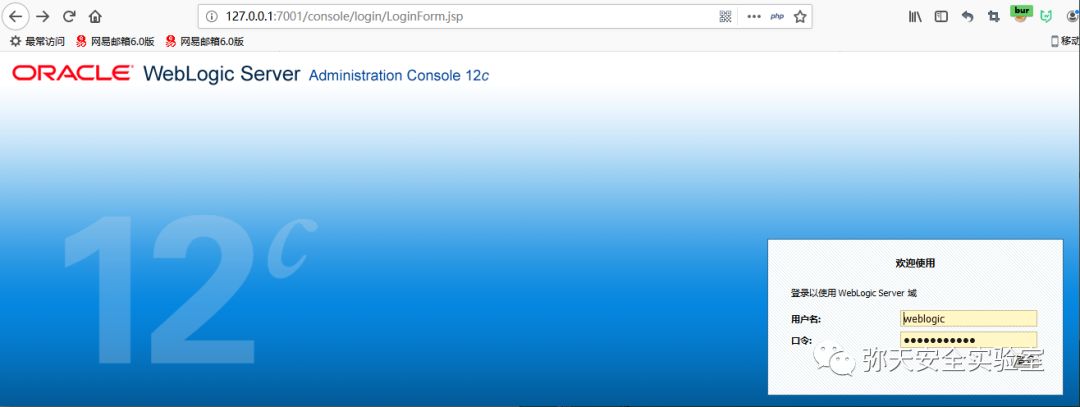 127.0.0.1:7001/console/login/LoginForm.jsp
php
bur
最常访问 网易邮箱6.0版 网易邮箱6.0版
移动
ORACLE WebLogic Server Administration Console 12c
12c
欢迎使用
登录以使用 WebLogic Server 域
用户名: weblogic
口令:
弥天安全实验室